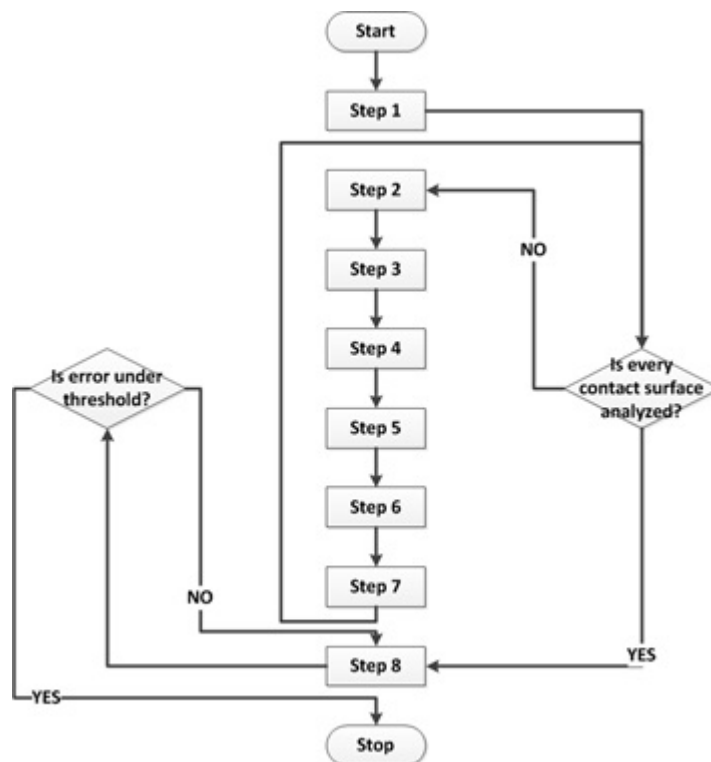 Start
Step 1
Step 2
NO
Step 3
Step 4
Is every
contact surface
analyzed?
Is error under
threshold?
Step 5
Step 6
Step 7
NO
Step 8
YES
YES
Stop